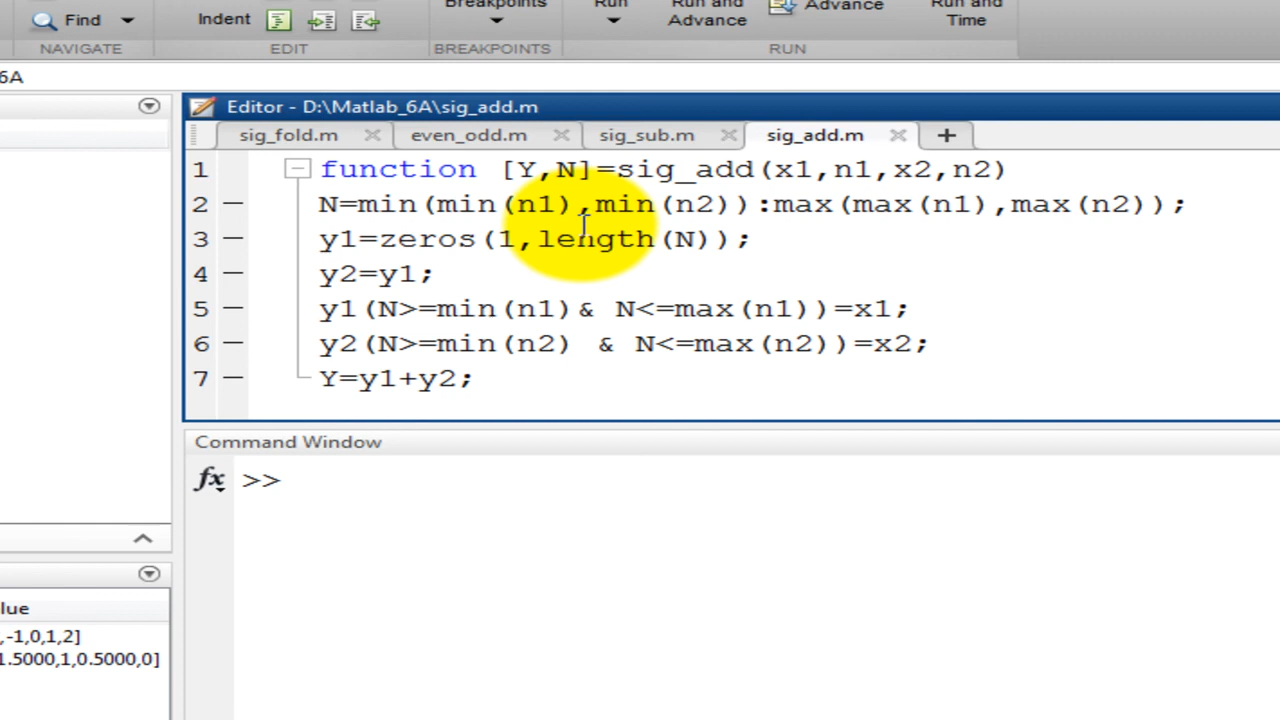 Breakpoints Run Run and Advance Run and
Find Indent Advance Time
NAVIGATE EDIT BREAKPOINTS RUN
6A
Editor - D:\Matlab_6A\sig_add.m
sig_fold.m even_odd.m sig_sub.m sig_add.m
1 function [Y,N]=sig_add(x1,n1,x2,n2)
2 N=min(min(n1),min(n2)):max(max(n1),max(n2));
3 y1=zeros(1,length(N));
4 y2=y1;
5 y1(N>=min(n1)& N<=max(n1))=x1;
6 y2(N>=min(n2) & N<=max(n2))=x2;
7 Y=y1+y2;
Command Window
fx >>
lue
,-1,0,1,2]
1.5000,1,0.5000,0]